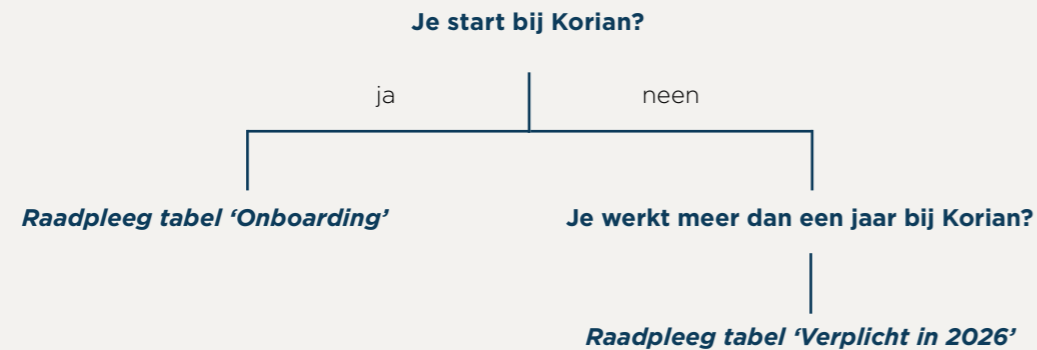 Je start bij Korian?
ja
neen
Raadpleeg tabel ‘Onboarding’
Je werkt meer dan een jaar bij Korian?
Raadpleeg tabel ‘Verplicht in 2026’